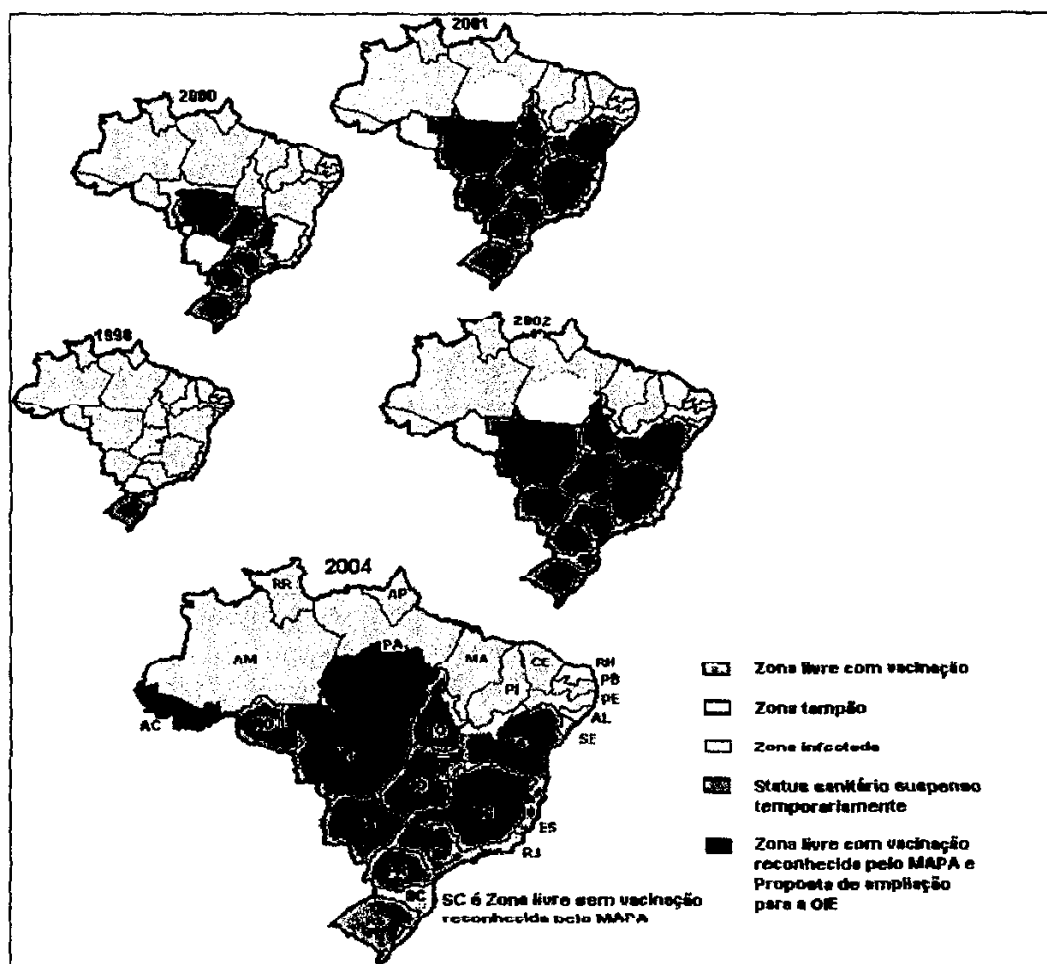 2001
2000
1998
2002
2004
RR
AP
AM
PA
MA
CE
RN
PB
PI
PE
AL
SE
AC
ES
RJ
SC
SC é Zona livre sem vacinação
reconhecida pelo MAPA
Zona livre com vacinação
Zona tampão
Zona infectada
Status sanitário suspenso
temporariamente
Zona livre com vacinação
reconhecida pelo MAPA e
Proposta de ampliação
para a OIE